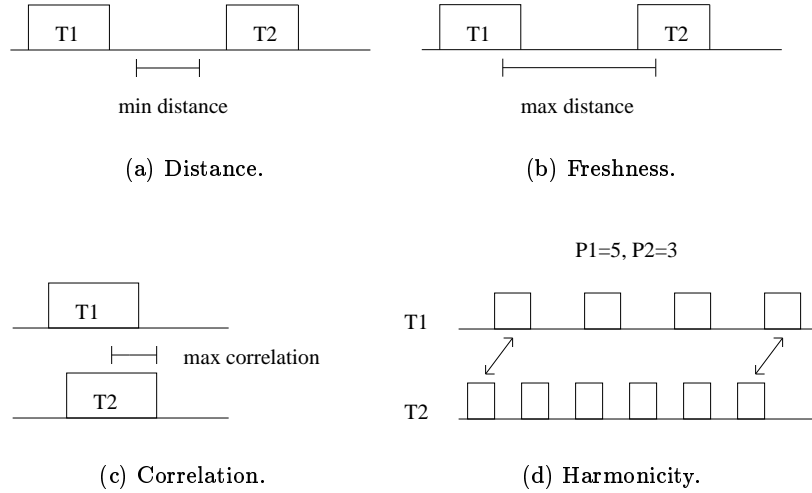 T1
T2
min distance
(a) Distance.
T1
T2
max distance
(b) Freshness.
T1
max correlation
T2
(c) Correlation.
P1=5, P2=3
T1
T2
(d) Harmonicity.